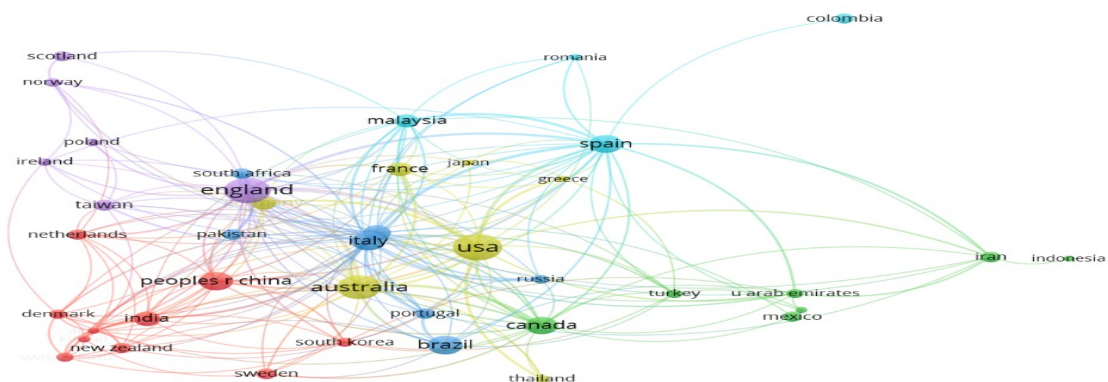 colombia
scotland
romania
norway
malaysia
poland
spain
ireland
france
japan
south africa
greece
england
taiwan
netherlands
pakistan
italy
usa
iran
indonesia
peoples r china
russia
australia
turkey
u arab emirates
denmark
india
portugal
mexico
canada
new zealand
south korea
brazil
sweden
thailand